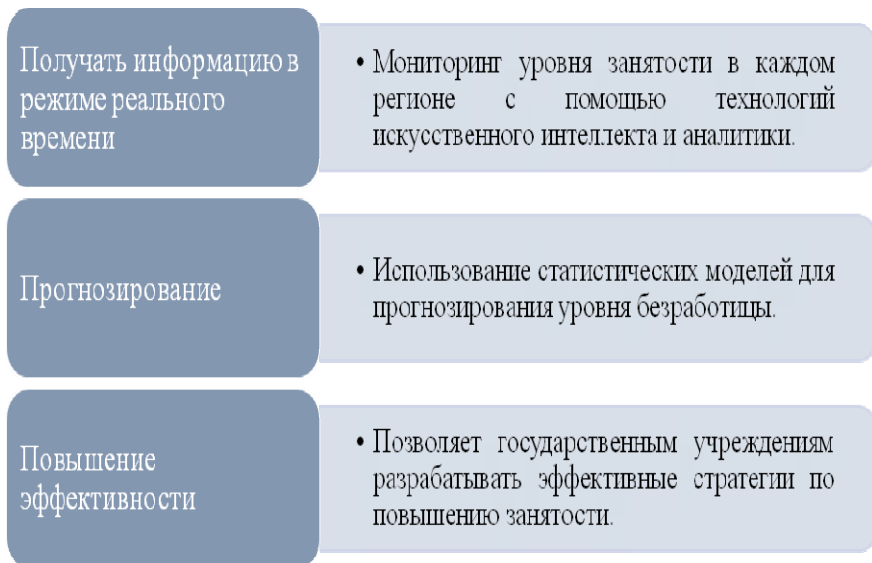 Получать информацию в
режиме реального
времени
• Мониторинг уровня занятости в каждом
регионе с помощью технологий
искусственного интеллекта и аналитики.
Прогнозирование
• Использование статистических моделей для
прогнозирования уровня безработицы.
Повышение
эффективности
• Позволяет государственным учреждениям
разрабатывать эффективные стратегии по
повышению занятости.